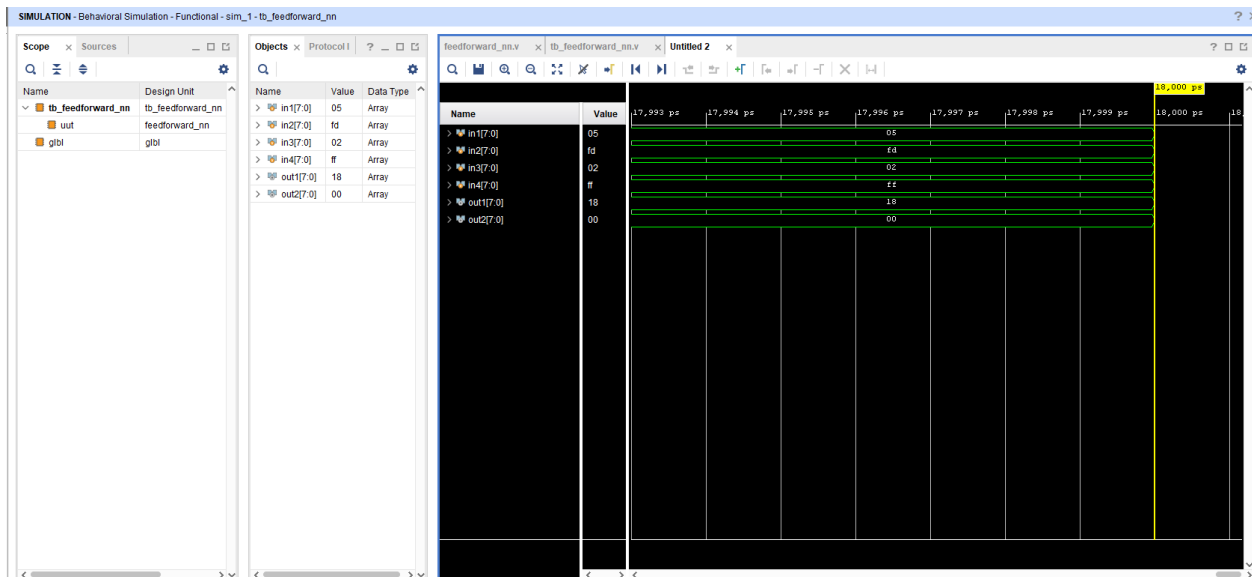 SIMULATION - Behavioral Simulation - Functional - sim_1 - tb_feedforward_nn
Scope
Sources
Name Design Unit
tb_feedforward_nn tb_feedforward_nn
uut feedforward_nn
glbl glbl
Objects
Protocol I
Name Value Data Type
in1[7:0] 05 Array
in2[7:0] fd Array
in3[7:0] 02 Array
in4[7:0] ff Array
out1[7:0] 18 Array
out2[7:0] 00 Array
feedforward_nn.v
tb_feedforward_nn.v
Untitled 2
18,000 ps
Name Value 17,993 ps 17,994 ps 17,995 ps 17,996 ps 17,997 ps 17,998 ps 17,999 ps 18,000 ps 18,
in1[7:0] 05 05
in2[7:0] fd fd
in3[7:0] 02 02
in4[7:0] ff ff
out1[7:0] 18 18
out2[7:0] 00 00